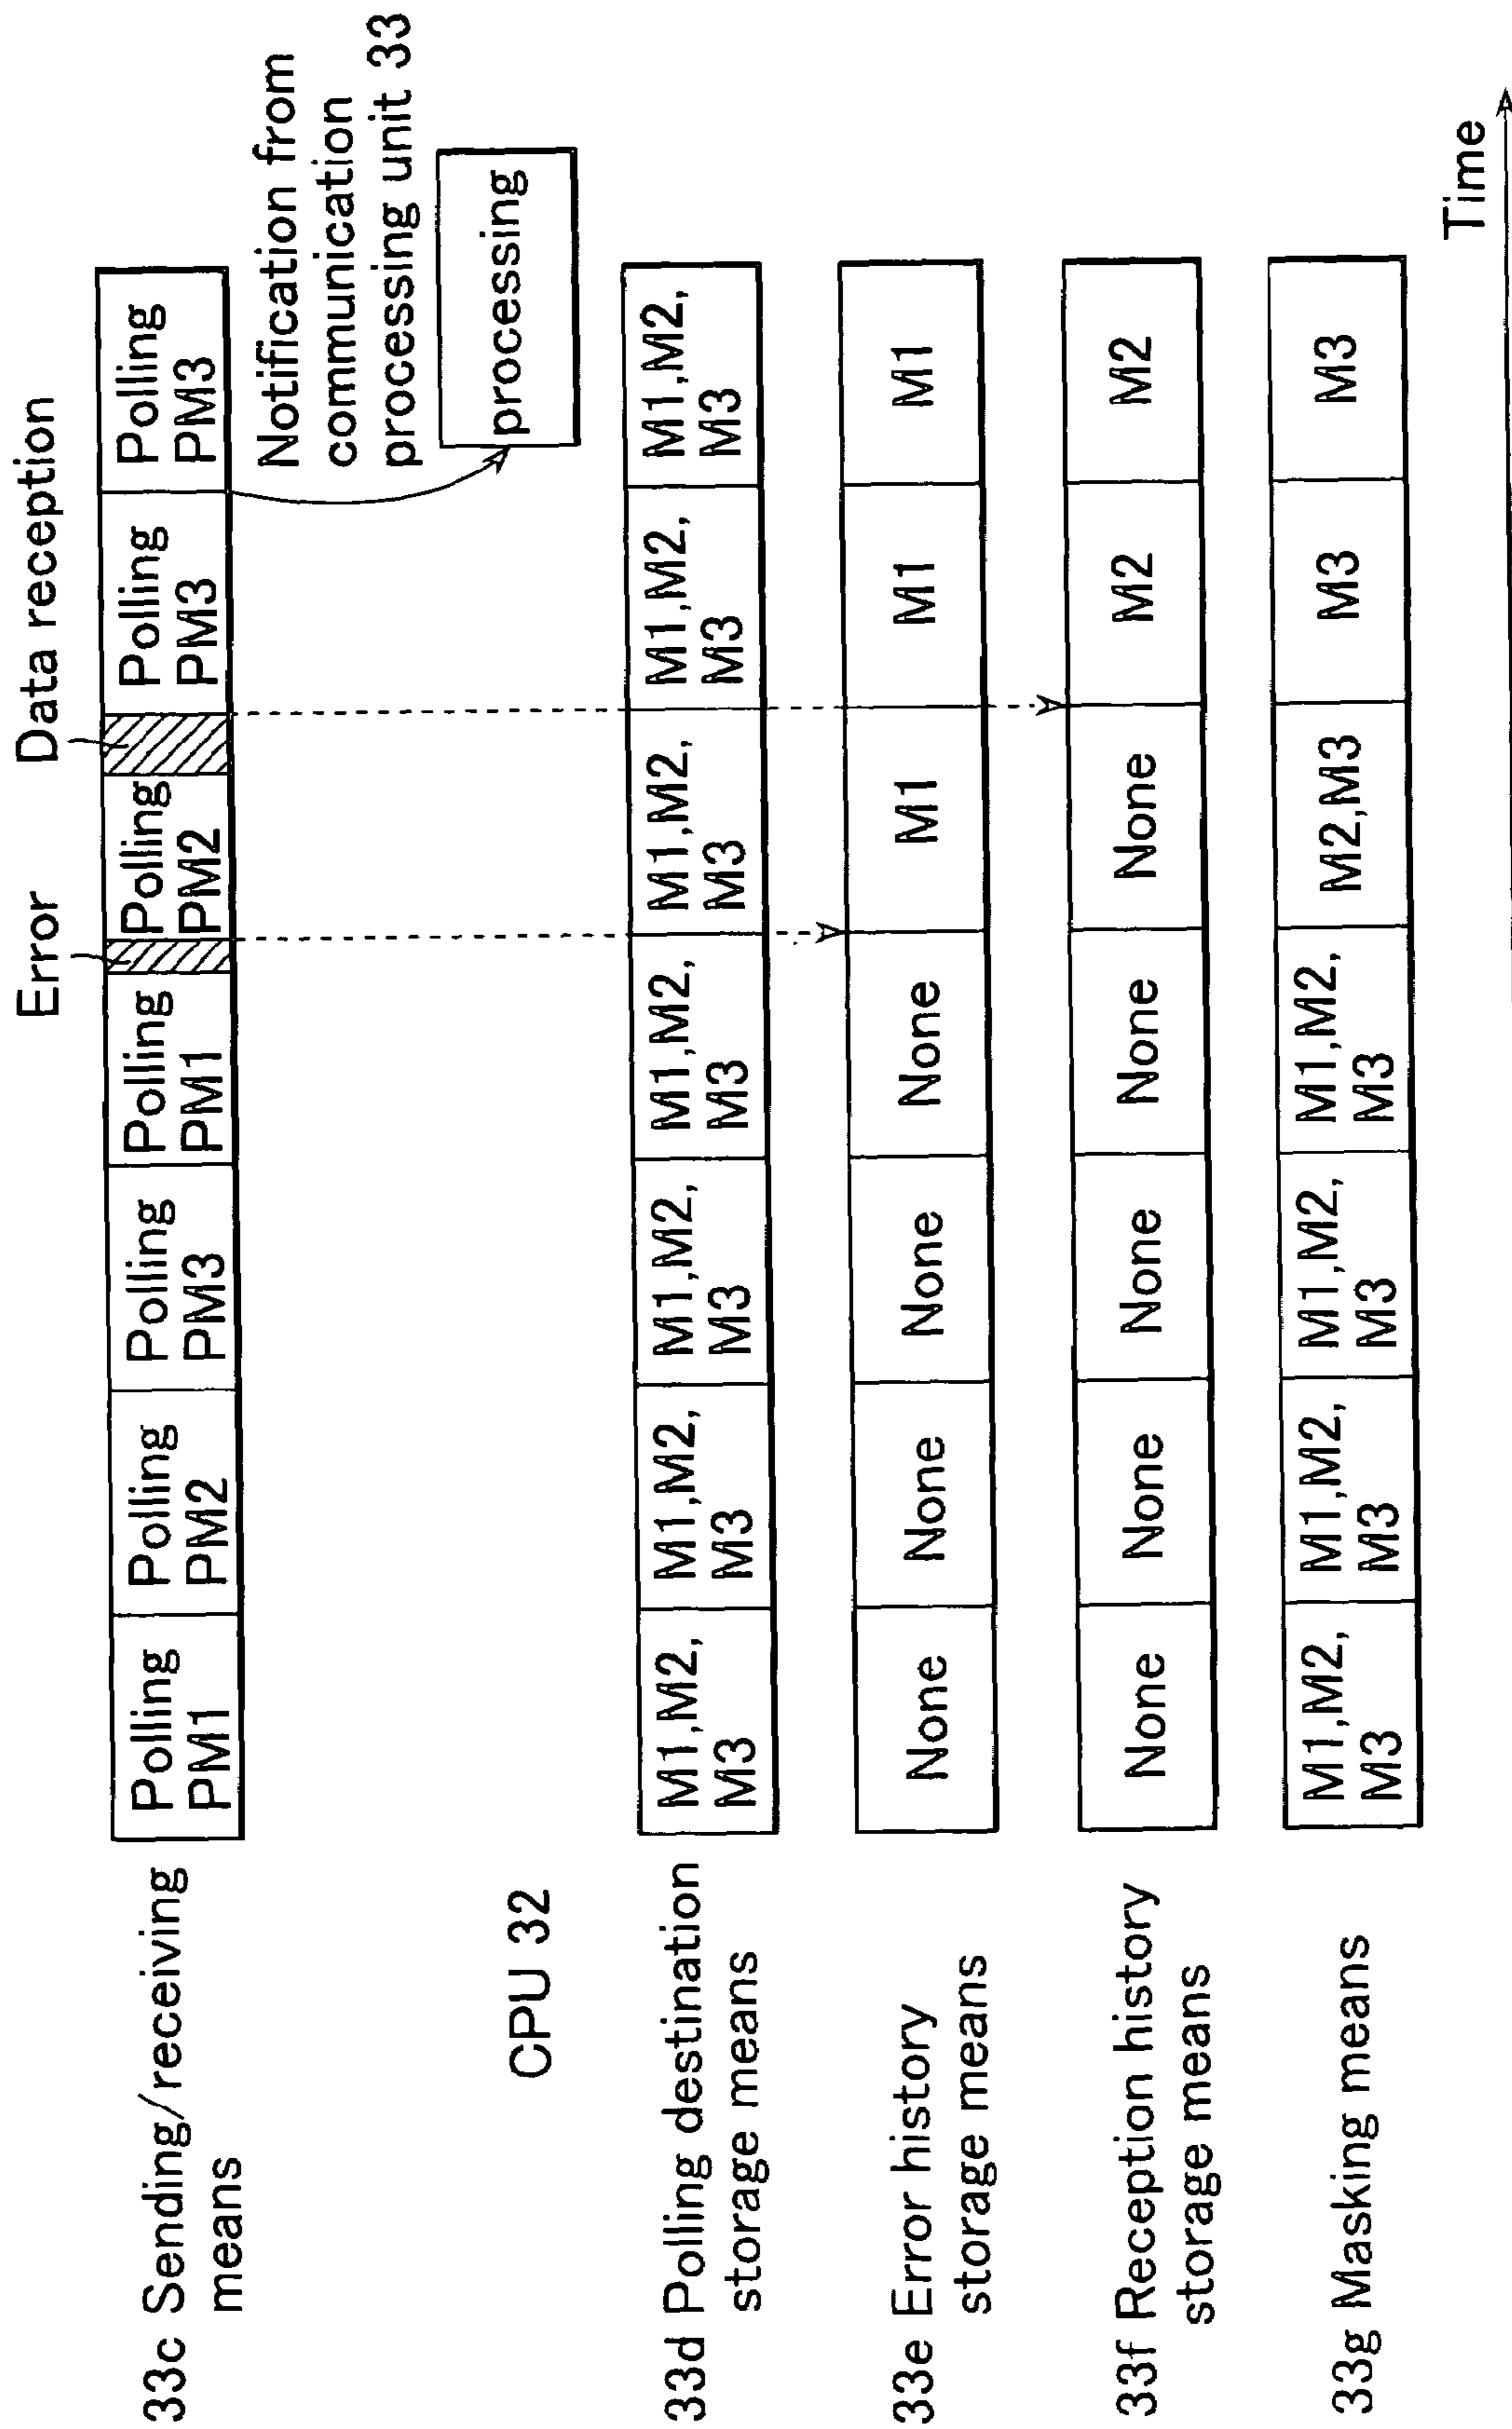 Error
Data reception
33c Sending/receiving
means
Polling
PM1
Polling
PM2
Polling
PM3
Polling
PM1
Polling
PM2
Polling
PM3
Polling
PM3
Notification from
communication
processing unit 33
CPU 32
processing
33d Polling destination
storage means
M1,M2,
M3
M1,M2,
M3
M1,M2,
M3
M1,M2,
M3
M1,M2,
M3
M1,M2,
M3
M1,M2,
M3
33e Error history
storage means
None
None
None
None
M1
M1
M1
33f Reception history
storage means
None
None
None
None
None
M2
M2
33g Masking means
M1,M2,
M3
M1,M2,
M3
M1,M2,
M3
M1,M2,
M3
M2,M3
M3
M3
Time